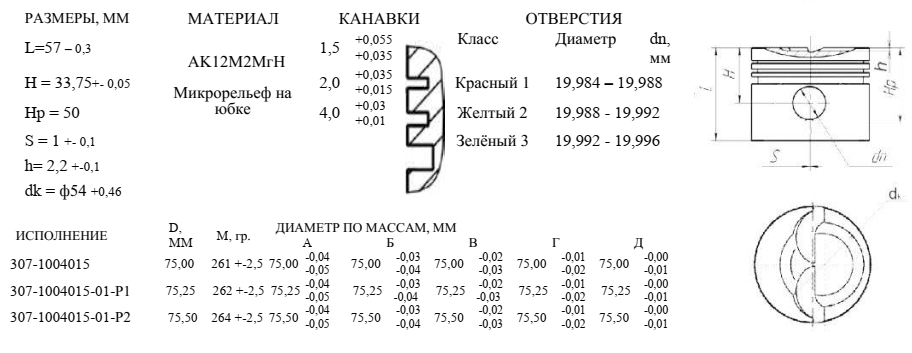 РАЗМЕРЫ, ММ
L=57 – 0,3
H = 33,75+- 0,05
Hp = 50
S = 1 +- 0,1
h= 2,2 +-0,1
dk = ф54 +0,46
МАТЕРИАЛ
АК12М2МгН
Микрорельеф на
юбке
КАНАВКИ
1,5 +0,055 +0,035
2,0 +0,035 +0,015
4,0 +0,03 +0,01
ОТВЕРСТИЯ
Класс Диаметр dn, мм
Красный 1 19,984 – 19,988
Желтый 2 19,988 - 19,992
Зелёный 3 19,992 - 19,996
L H h Hp
S dn
d
ИСПОЛНЕНИЕ D, ММ М, гр. ДИАМЕТР ПО МАССАМ, ММ
А Б В Г Д
307-1004015 75,00 261 +-2,5 75,00 -0,04 -0,05 75,00 -0,03 -0,04 75,00 -0,02 -0,03 75,00 -0,01 -0,02 75,00 -0,00 -0,01
307-1004015-01-Р1 75,25 262 +-2,5 75,25 -0,04 -0,05 75,25 -0,03 -0,04 75,25 -0,02 -0,03 75,25 -0,01 -0,02 75,25 -0,00 -0,01
307-1004015-01-Р2 75,50 264 +-2,5 75,50 -0,04 -0,05 75,50 -0,03 -0,04 75,50 -0,02 -0,03 75,50 -0,01 -0,02 75,50 -0,00 -0,01